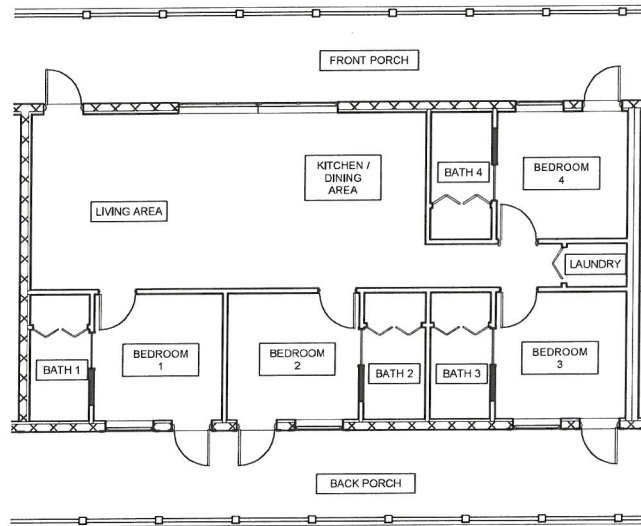 FRONT PORCH
KITCHEN /
DINING
AREA
BATH 4
BEDROOM
4
LIVING AREA
LAUNDRY
BATH 1
BEDROOM
1
BEDROOM
2
BATH 2
BATH 3
BEDROOM
3
BACK PORCH